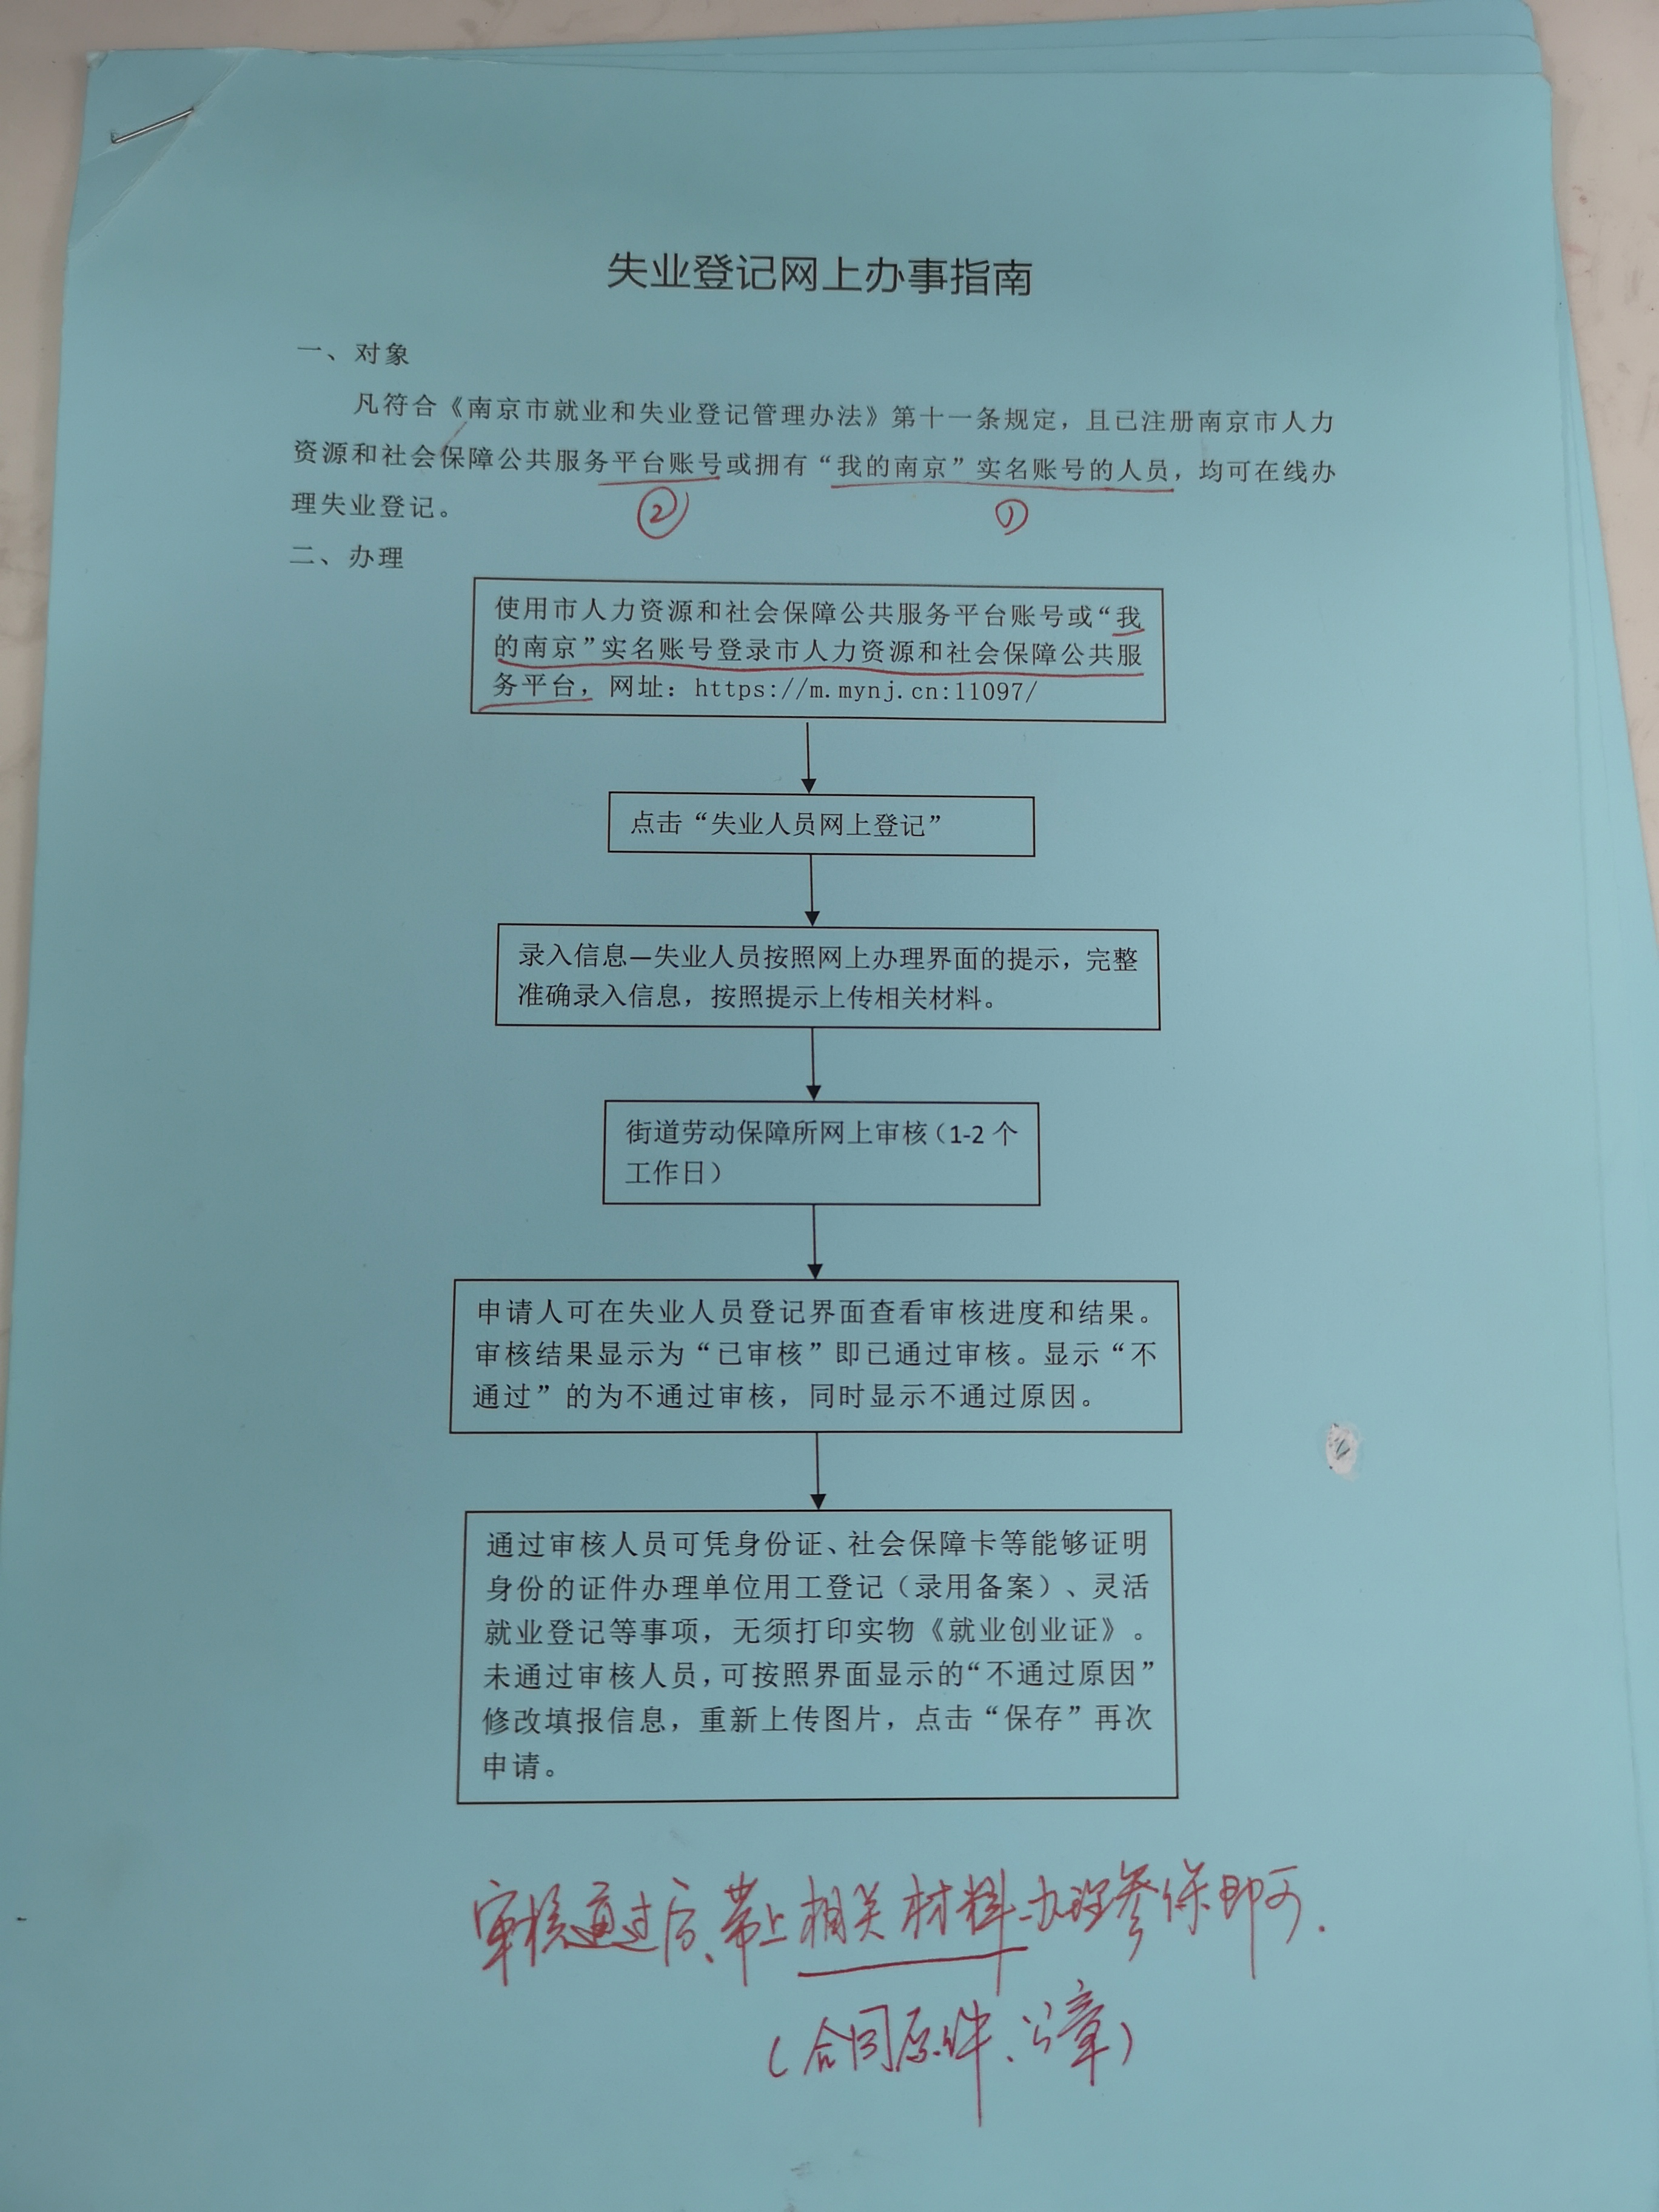 失业登记网上办事指南
一、对象
凡符合《南京市就业和失业登记管理办法》第十一条规定，且已注册南京市人力
资源和社会保障公共服务平台账号或拥有“我的南京”实名账号的人员，均可在线办
理失业登记。
② ①
二、办理
使用市人力资源和社会保障公共服务平台账号或“我
的南京”实名账号登录市人力资源和社会保障公共服
务平台，网址：https://m.mynj.cn:11097/
点击“失业人员网上登记”
录入信息—失业人员按照网上办理界面的提示，完整
准确录入信息，按照提示上传相关材料。
街道劳动保障所网上审核（1-2 个
工作日）
申请人可在失业人员登记界面查看审核进度和结果。
审核结果显示为“已审核”即已通过审核。显示“不
通过”的为不通过审核，同时显示不通过原因。
通过审核人员可凭身份证、社会保障卡等能够证明
身份的证件办理单位用工登记（录用备案）、灵活
就业登记等事项，无须打印实物《就业创业证》。
未通过审核人员，可按照界面显示的“不通过原因”
修改填报信息，重新上传图片，点击“保存”再次
申请。
审核通过后、带上相关材料办理参保即可.
（合同原件、公章）